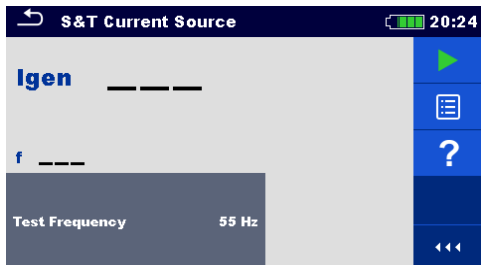 S&T Current Source 20:24
Igen ___
f ___
?
Test Frequency 55 Hz